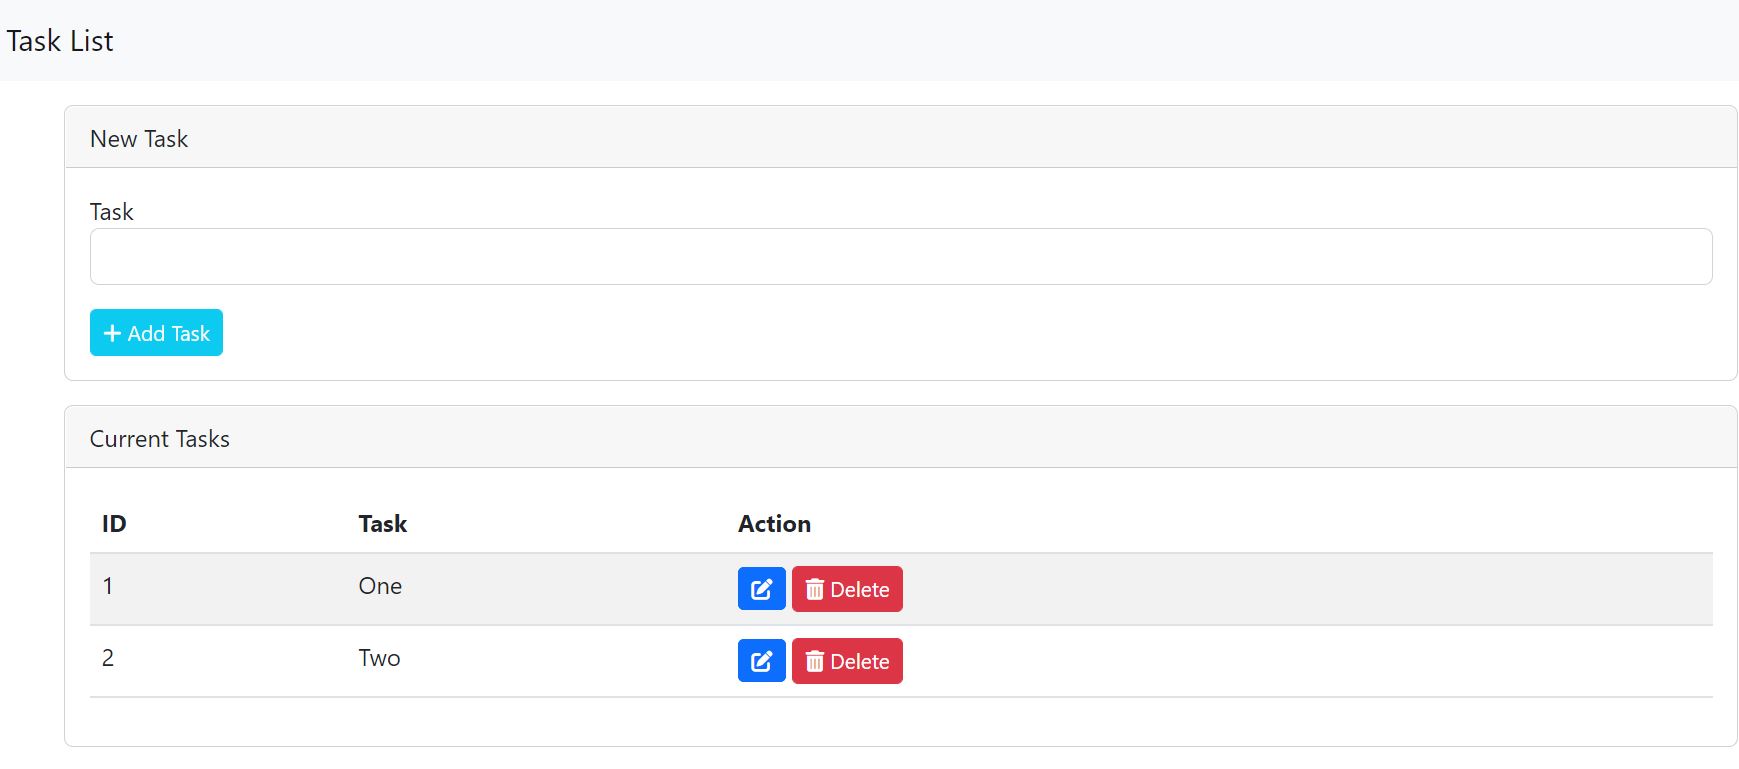 Task List
New Task
Task
Add Task
Current Tasks
ID Task Action
1 One Delete
2 Two Delete